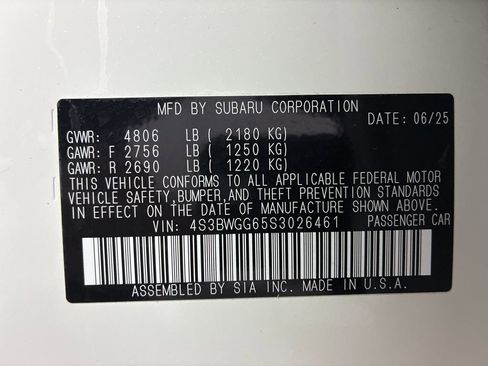 MFD BY SUBARU CORPORATION
DATE: 06/25
GVWR: 4806 LB ( 2180 KG)
GAWR: F 2756 LB ( 1250 KG)
GAWR: R 2690 LB ( 1220 KG)
THIS VEHICLE CONFORMS TO ALL APPLICABLE FEDERAL MOTOR
VEHICLE SAFETY, BUMPER, AND THEFT PREVENTION STANDARDS
IN EFFECT ON THE DATE OF MANUFACTURE SHOWN ABOVE.
VIN: 4S3BWGG65S3026461 PASSENGER CAR
ASSEMBLED BY SIA INC. MADE IN U.S.A.